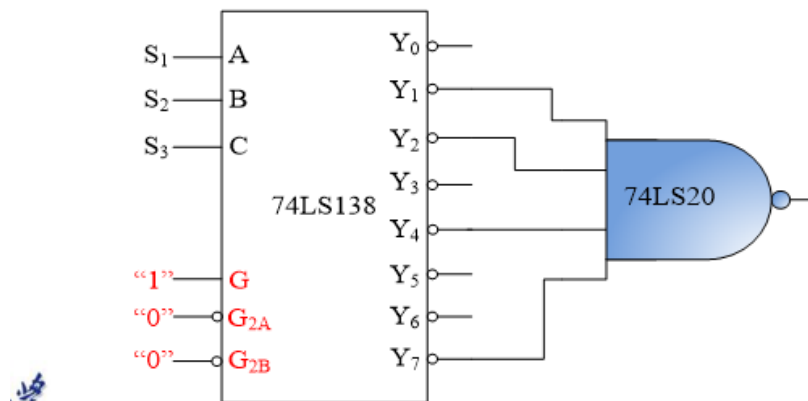 S₁ A Y₀
S₂ B Y₁
S₃ C Y₂
Y₃
74LS138 74LS20
Y₄
“1” G Y₅
“0” G₂A Y₆
“0” G₂B Y₇